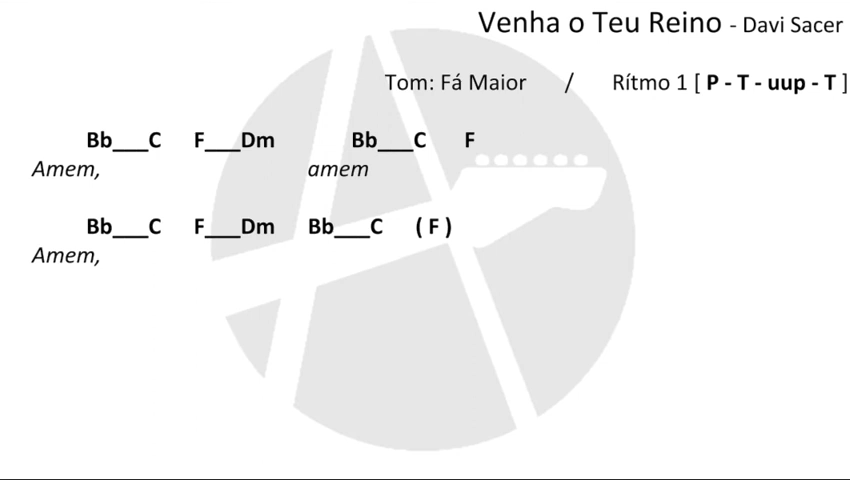 Venha o Teu Reino - Davi Sacer
Tom: Fá Maior / Rítmo 1 [ P - T - uup - T ]
Bb___C F___Dm Bb___C F
Amem, amem
Bb___C F___Dm Bb___C ( F )
Amem,